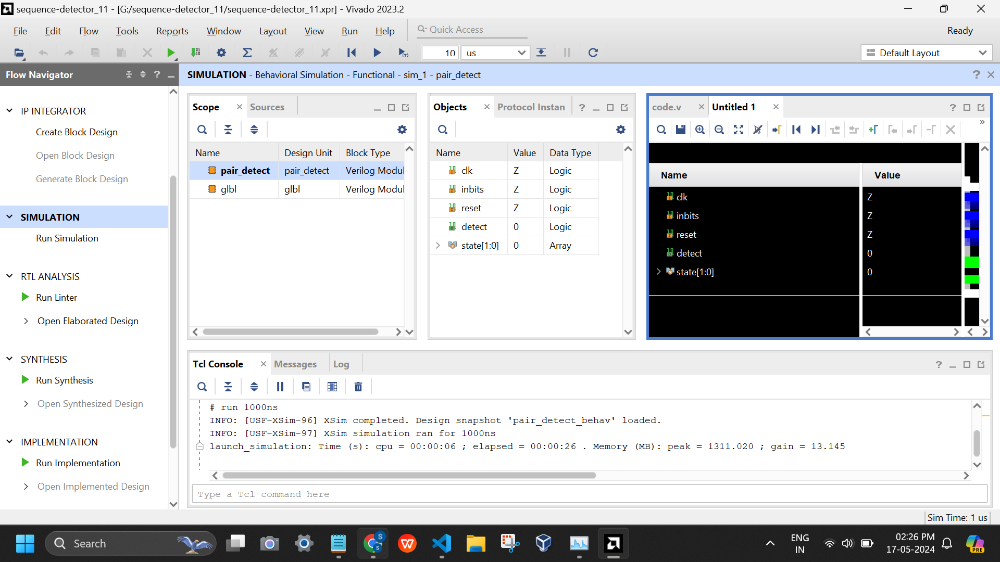 sequence-detector_11 - [G:/sequence-detector_11/sequence-detector_11.xpr] - Vivado 2023.2
File Edit Flow Tools Reports Window Layout View Run Help Quick Access Ready
10 us Default Layout
Flow Navigator ?
SIMULATION - Behavioral Simulation - Functional - sim_1 - pair_detect ?
IP INTEGRATOR
Create Block Design
Open Block Design
Generate Block Design
SIMULATION
Run Simulation
RTL ANALYSIS
Run Linter
Open Elaborated Design
SYNTHESIS
Run Synthesis
Open Synthesized Design
IMPLEMENTATION
Run Implementation
Open Implemented Design
Scope Sources
Name Design Unit Block Type
pair_detect pair_detect Verilog Modul
glbl glbl Verilog Modul
Objects Protocol Instan ?
Name Value Data Type
clk Z Logic
inbits Z Logic
reset Z Logic
detect 0 Logic
state[1:0] 0 Array
code.v Untitled 1 ?
Name Value
clk Z
inbits Z
reset Z
detect 0
state[1:0] 0
Tcl Console Messages Log ?
# run 1000ns
INFO: [USF-XSim-96] XSim completed. Design snapshot 'pair_detect_behav' loaded.
INFO: [USF-XSim-97] XSim simulation ran for 1000ns
launch_simulation: Time (s): cpu = 00:00:06 ; elapsed = 00:00:26 . Memory (MB): peak = 1311.020 ; gain = 13.145
Type a Tcl command here
Sim Time: 1 us
Search
ENG
IN
02:26 PM
17-05-2024
PRE